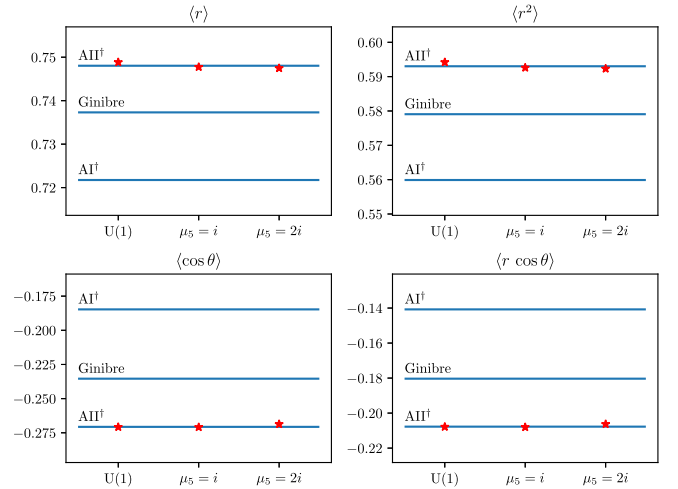 ⟨r⟩
0.75
0.74
0.73
0.72
AII†
Ginibre
AI†
U(1)
μ₅ = i
μ₅ = 2i
⟨r²⟩
0.60
0.59
0.58
0.57
0.56
0.55
AII†
Ginibre
AI†
U(1)
μ₅ = i
μ₅ = 2i
⟨cos θ⟩
−0.175
−0.200
−0.225
−0.250
−0.275
AI†
Ginibre
AII†
U(1)
μ₅ = i
μ₅ = 2i
⟨r cos θ⟩
−0.14
−0.16
−0.18
−0.20
−0.22
AI†
Ginibre
AII†
U(1)
μ₅ = i
μ₅ = 2i